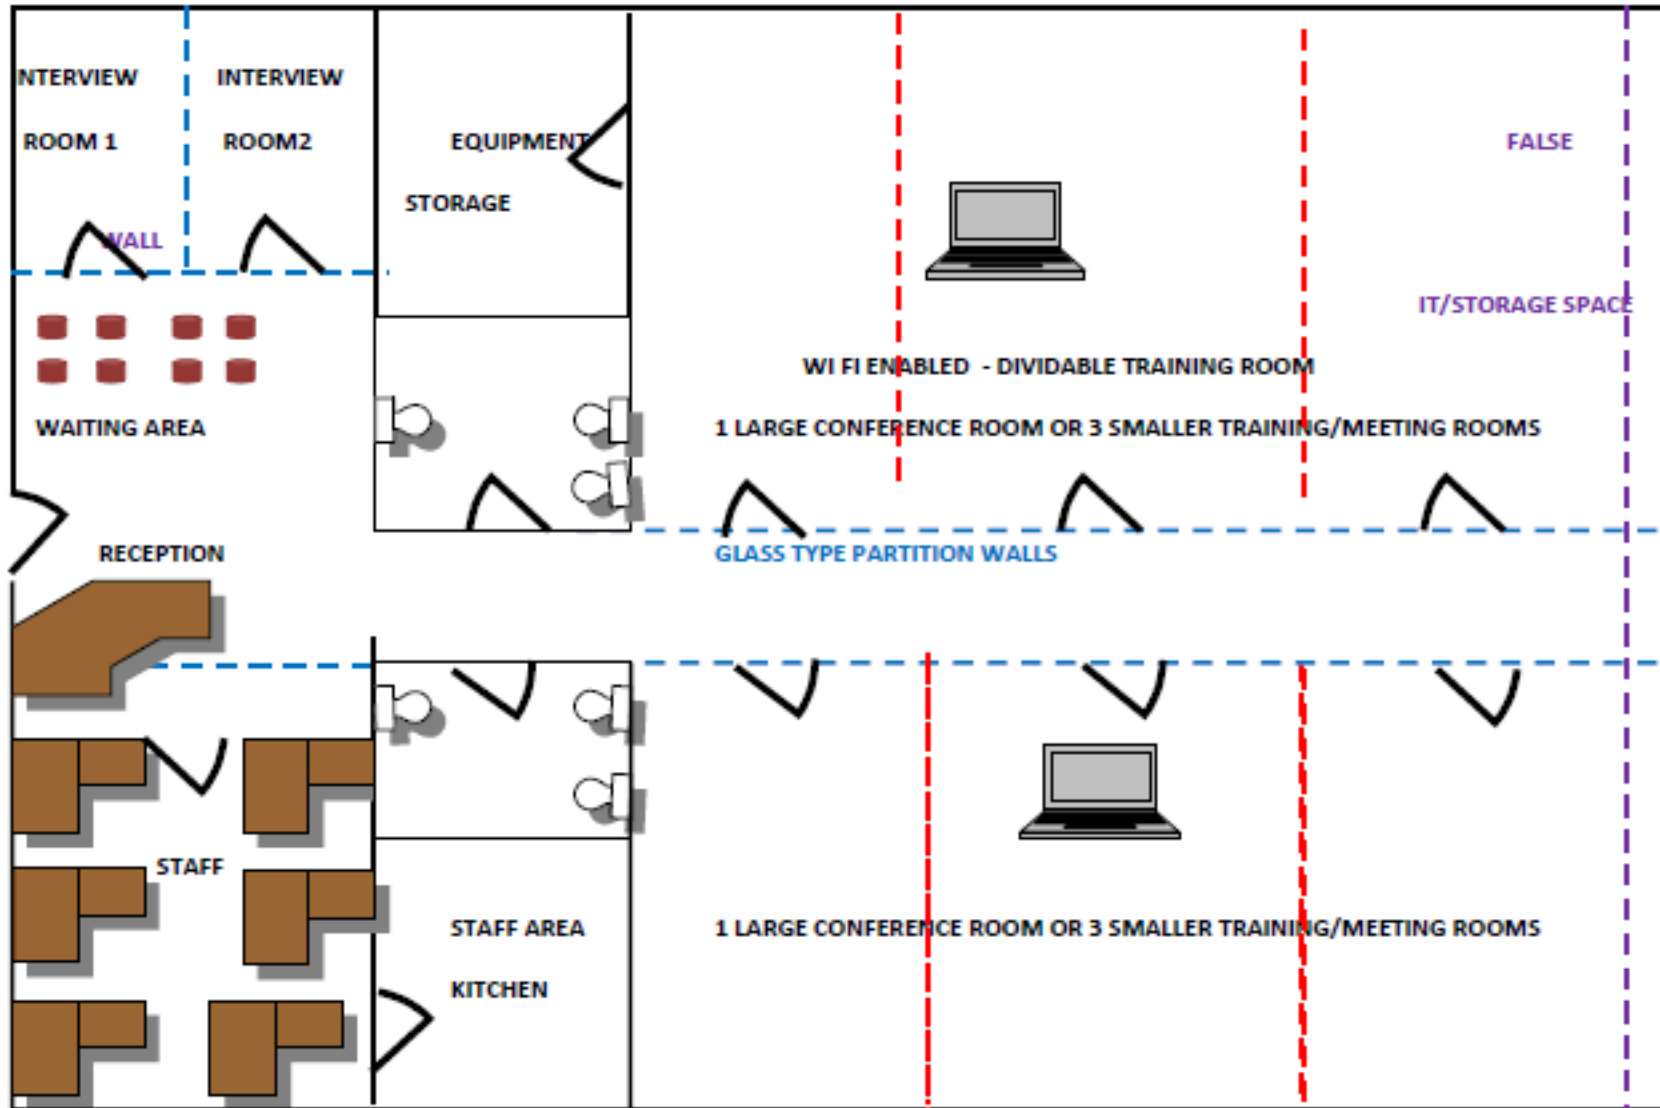 NTERVIEW
ROOM 1
INTERVIEW
ROOM2
EQUIPMENT
STORAGE
FALSE
WALL
IT/STORAGE SPACE
WI FI ENABLED - DIVIDABLE TRAINING ROOM
1 LARGE CONFERENCE ROOM OR 3 SMALLER TRAINING/MEETING ROOMS
WAITING AREA
RECEPTION
GLASS TYPE PARTITION WALLS
STAFF
STAFF AREA
KITCHEN
1 LARGE CONFERENCE ROOM OR 3 SMALLER TRAINING/MEETING ROOMS